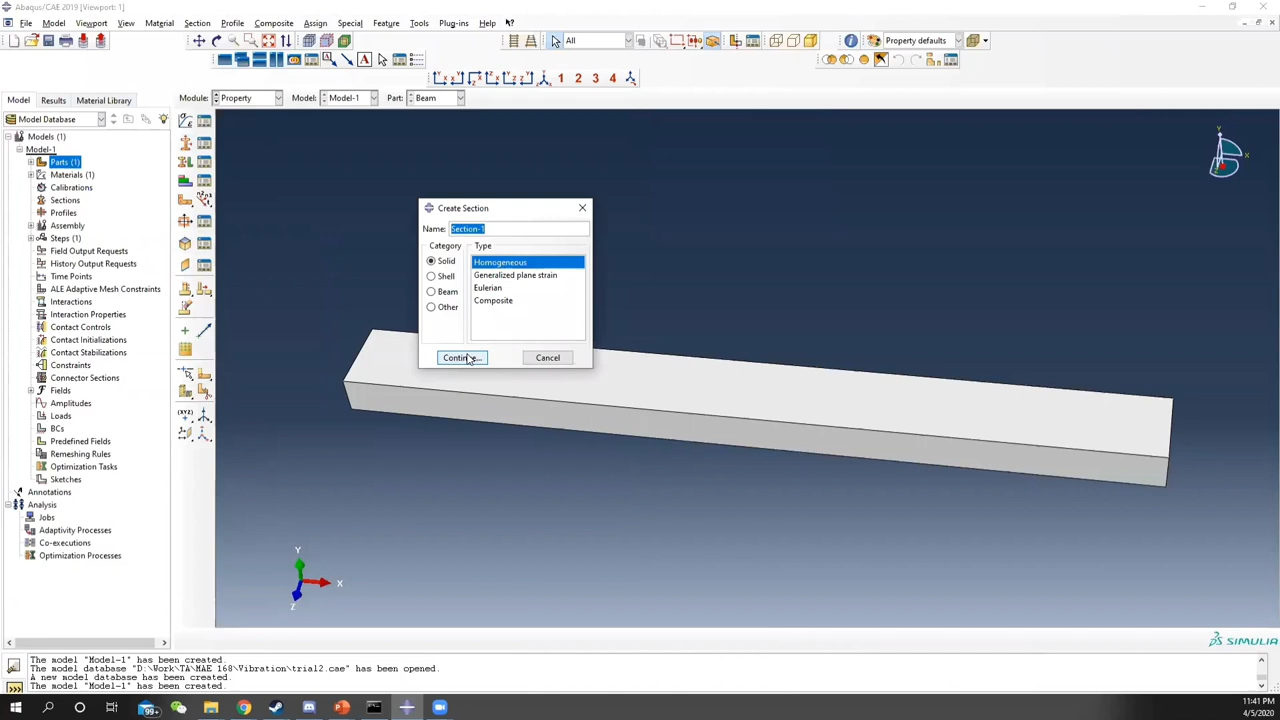 Abaqus/CAE 2019 [Viewport: 1]
File Model Viewport View Material Section Profile Composite Assign Special Feature Tools Plug-ins Help
All
Property defaults
1 2 3 4
Model Results Material Library
Module: Property Model: Model-1 Part: Beam
Model Database
Models (1)
Model-1
Parts (1)
Materials (1)
Calibrations
Sections
Profiles
Assembly
Steps (1)
Field Output Requests
History Output Requests
Time Points
ALE Adaptive Mesh Constraints
Interactions
Interaction Properties
Contact Controls
Contact Initializations
Contact Stabilizations
Constraints
Connector Sections
Fields
Amplitudes
Loads
BCs
Predefined Fields
Remeshing Rules
Optimization Tasks
Sketches
Annotations
Analysis
Jobs
Adaptivity Processes
Co-executions
Optimization Processes
Create Section
Name: Section-1
Category Type
Solid
Shell
Beam
Other
Homogeneous
Generalized plane strain
Eulerian
Composite
Continue... Cancel
Y
X
Y
X
Z
SIMULIA
The model "Model-1" has been created.
The model database "D:\Work\TA\MAE 168\Vibration\trial2.cae" has been opened.
A new model database has been created.
The model "Model-1" has been created.
99+
11:41 PM
4/5/2020